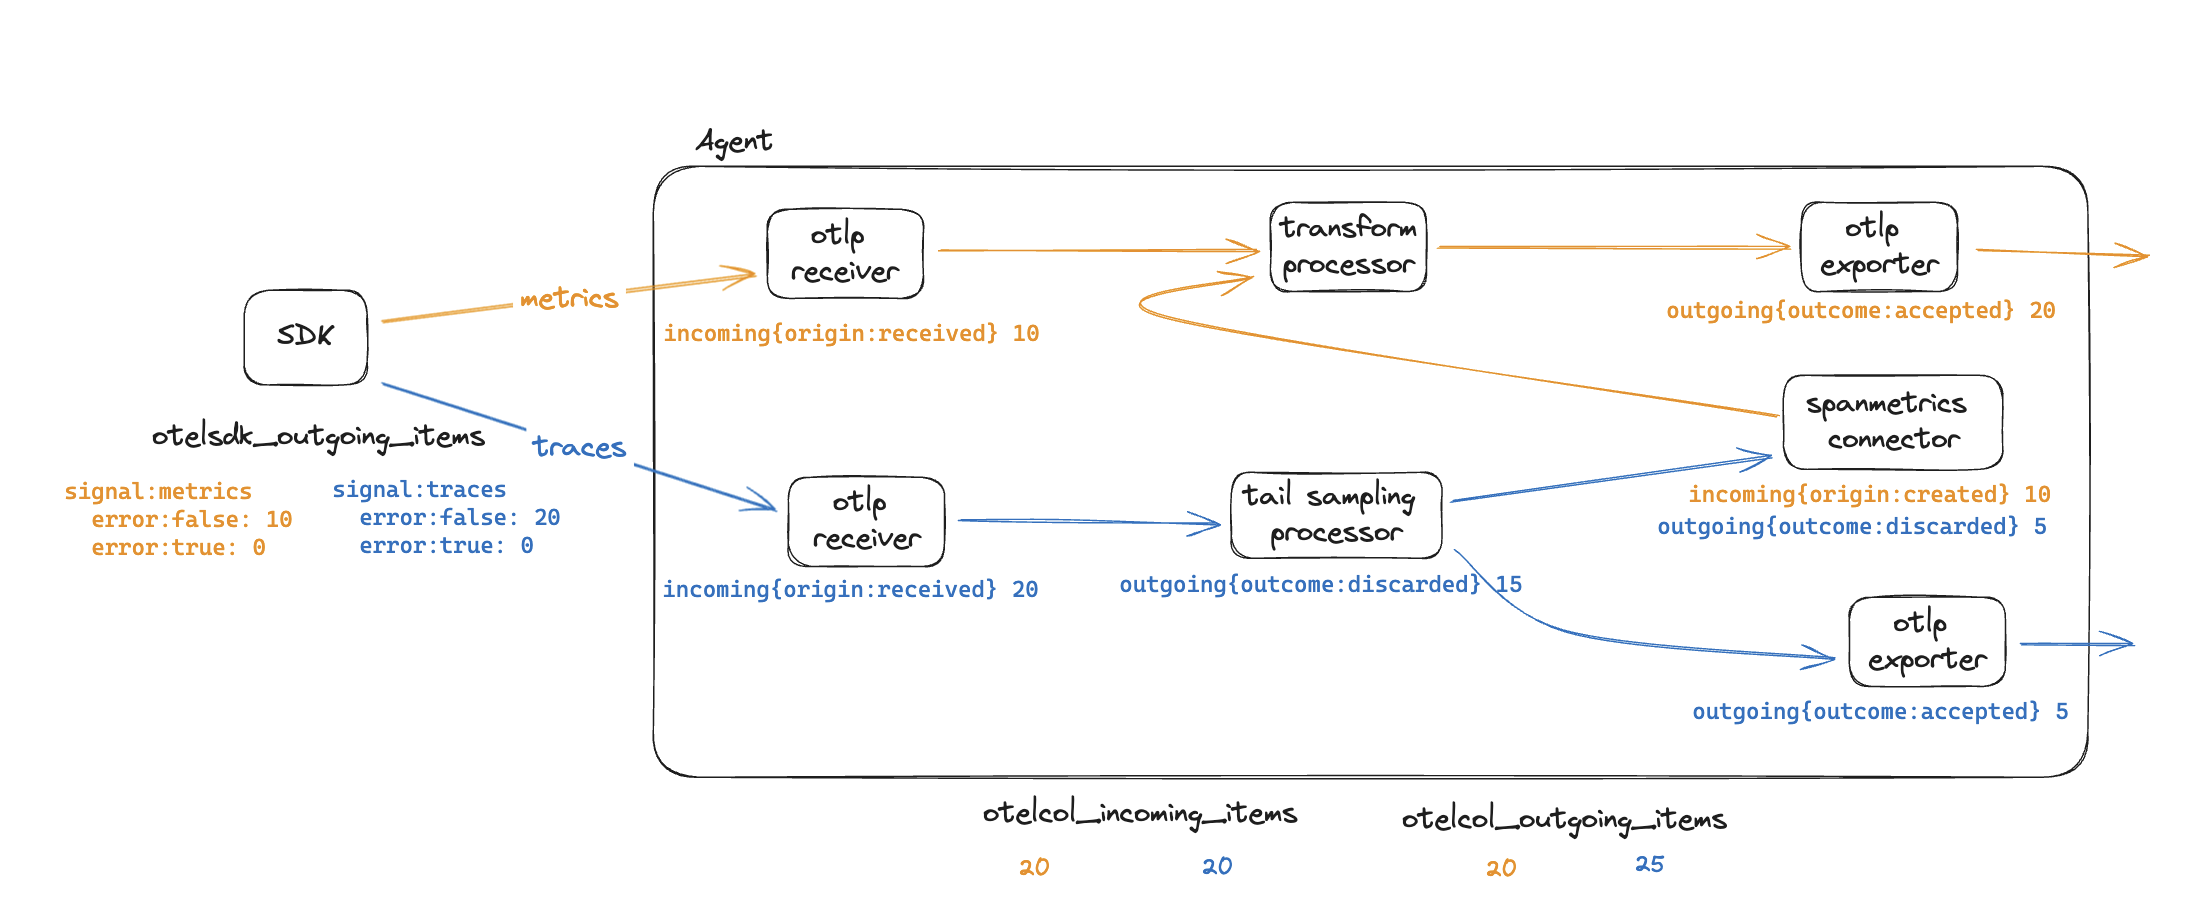 Agent
otlp
receiver
transform
processor
otlp
exporter
metrics
SDK
incoming{origin:received} 10
outgoing{outcome:accepted} 20
otelsdk_outgoing_items
traces
signal:metrics
error:false: 10
error:true: 0
signal:traces
error:false: 20
error:true: 0
spanmetrics
connector
incoming{origin:created} 10
outgoing{outcome:discarded} 5
otlp
receiver
incoming{origin:received} 20
tail sampling
processor
outgoing{outcome:discarded} 15
otlp
exporter
outgoing{outcome:accepted} 5
otelcol_incoming_items
20 20
otelcol_outgoing_items
20 25